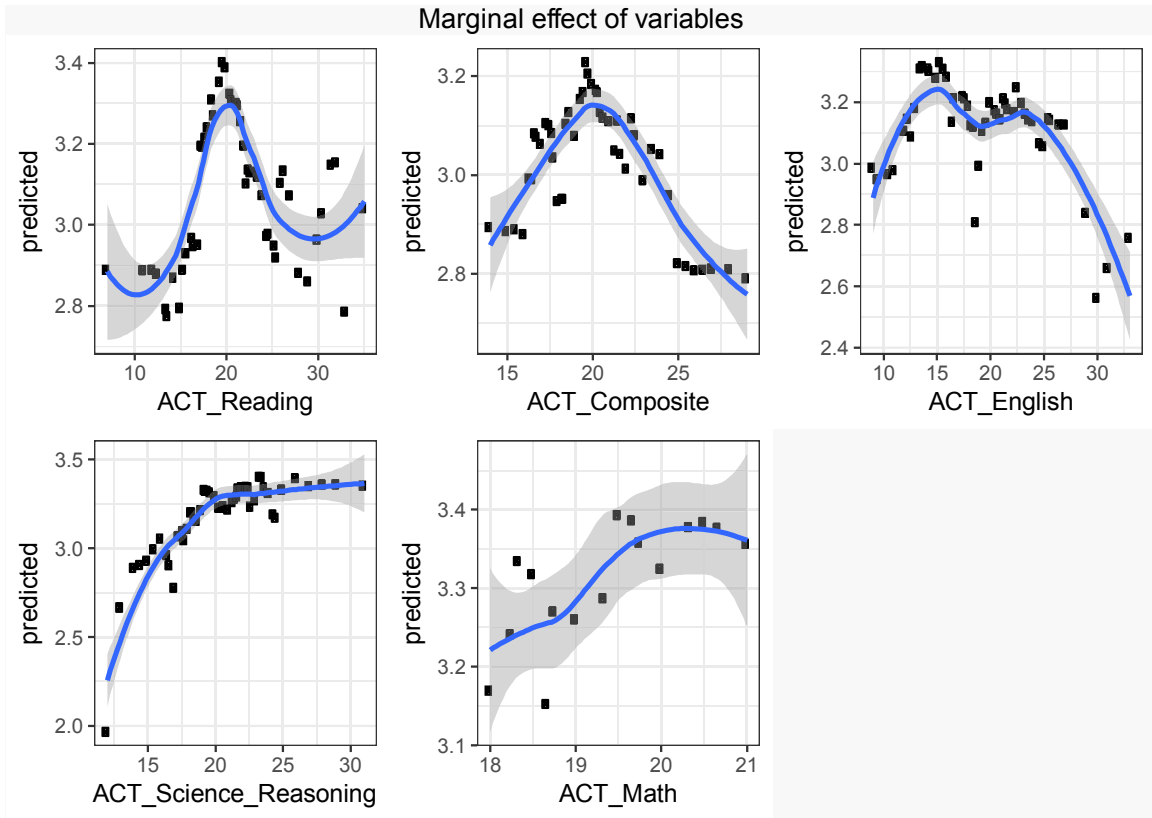 Marginal effect of variables
predicted
3.4
3.2
3.0
2.8
10 20 30
ACT_Reading
predicted
3.2
3.0
2.8
15 20 25
ACT_Composite
predicted
3.2
3.0
2.8
2.6
2.4
10 15 20 25 30
ACT_English
predicted
3.5
3.0
2.5
2.0
15 20 25 30
ACT_Science_Reasoning
predicted
3.4
3.3
3.2
3.1
18 19 20 21
ACT_Math